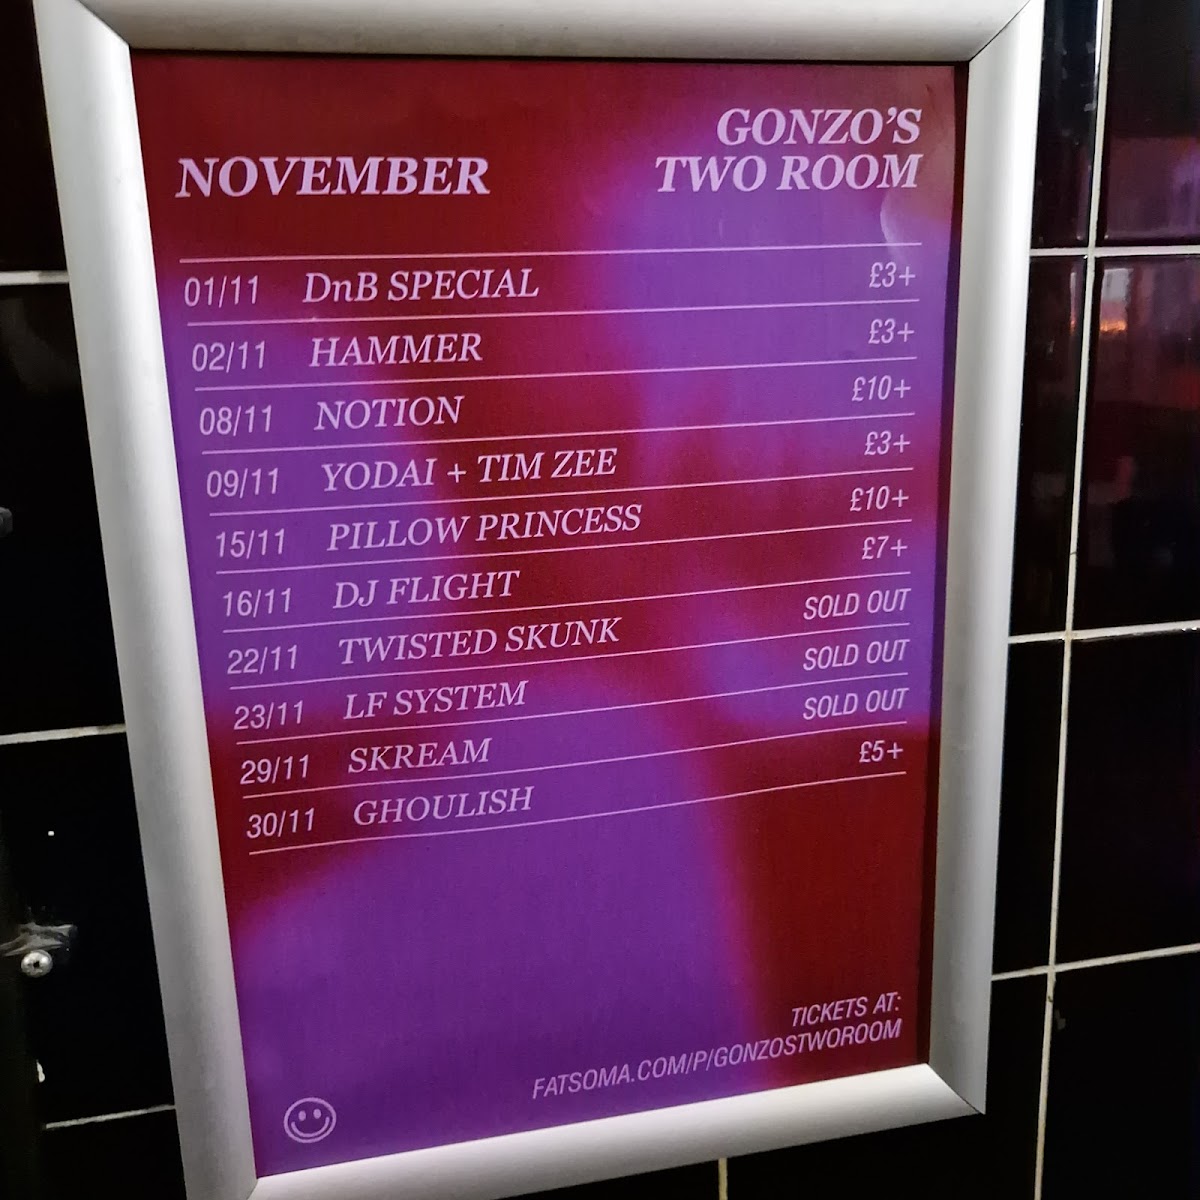 NOVEMBER
GONZO'S
TWO ROOM
01/11 DnB SPECIAL £3+
02/11 HAMMER £3+
08/11 NOTION £10+
09/11 YODAI + TIM ZEE £3+
15/11 PILLOW PRINCESS £10+
16/11 DJ FLIGHT £7+
22/11 TWISTED SKUNK SOLD OUT
23/11 LF SYSTEM SOLD OUT
29/11 SKREAM SOLD OUT
30/11 GHOULISH £5+
TICKETS AT:
FATSOMA.COM/P/GONZOSTWOROOM